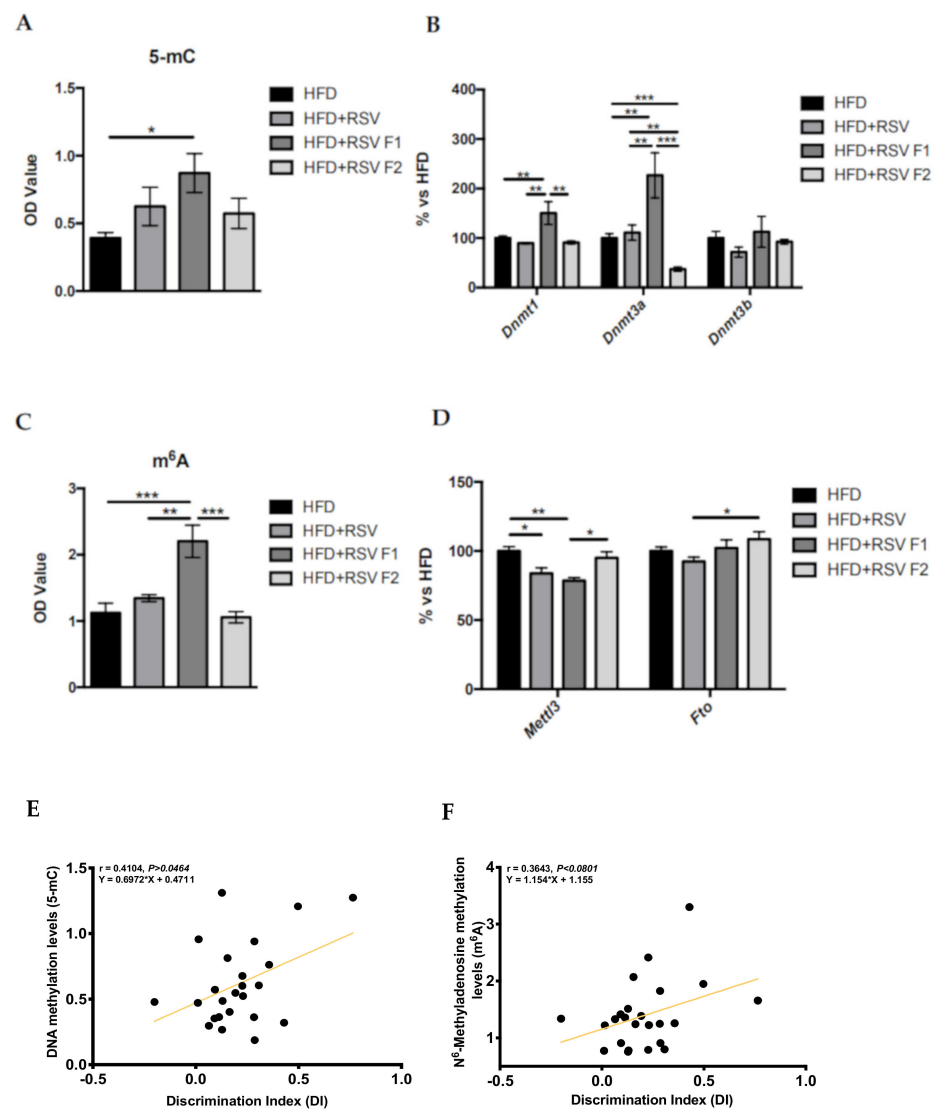 A
5-mC
OD Value
1.5
1.0
0.5
0.0
*
HFD
HFD+RSV
HFD+RSV F1
HFD+RSV F2
B
% vs HFD
400
300
200
100
0
** ** **
*** ** ** ** ***
Dnmt1
Dnmt3a
Dnmt3b
HFD
HFD+RSV
HFD+RSV F1
HFD+RSV F2
C
m⁶A
OD Value
3
2
1
0
***
** ***
HFD
HFD+RSV
HFD+RSV F1
HFD+RSV F2
D
% vs HFD
150
100
50
0
**
* *
*
Mettl3
Fto
HFD
HFD+RSV
HFD+RSV F1
HFD+RSV F2
E
r = 0.4104, P>0.0464
Y = 0.6972*X + 0.4711
DNA methylation levels (5-mC)
1.5
1.0
0.5
0.0
-0.5 0.0 0.5 1.0
Discrimination Index (DI)
F
r = 0.3643, P<0.0801
Y = 1.154*X + 1.155
N⁶-Methyladenosine methylation
levels (m⁶A)
4
3
2
1
-0.5 0.0 0.5 1.0
Discrimination Index (DI)